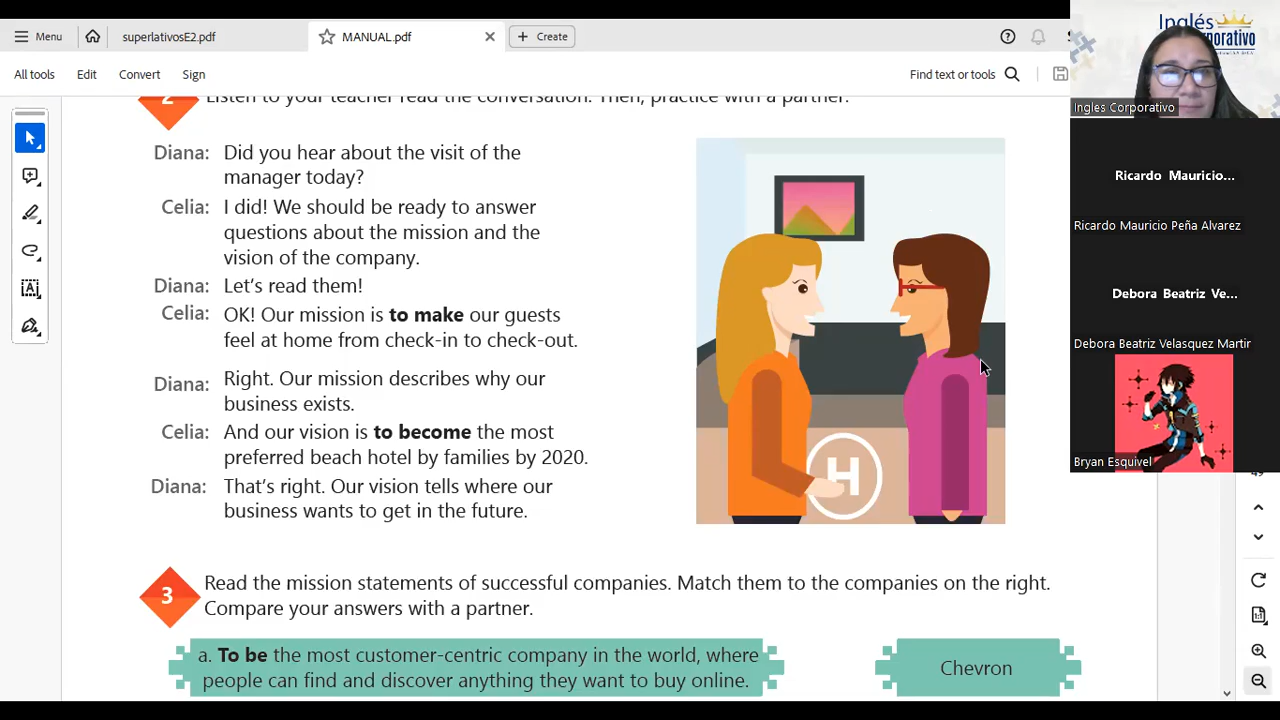 Menu
superlativosE2.pdf
MANUAL.pdf
Create
All tools
Edit
Convert
Sign
Find text or tools
2
Listen to your teacher read the conversation. Then, practice with a partner.
Diana: Did you hear about the visit of the
manager today?
Celia: I did! We should be ready to answer
questions about the mission and the
vision of the company.
Diana: Let's read them!
Celia: OK! Our mission is to make our guests
feel at home from check-in to check-out.
Diana: Right. Our mission describes why our
business exists.
Celia: And our vision is to become the most
preferred beach hotel by families by 2020.
Diana: That's right. Our vision tells where our
business wants to get in the future.
H
3
Read the mission statements of successful companies. Match them to the companies on the right.
Compare your answers with a partner.
a. To be the most customer-centric company in the world, where
people can find and discover anything they want to buy online.
Chevron
Inglés
Ingles Corporativo
Ricardo Mauricio...
Ricardo Mauricio Peña Alvarez
Debora Beatriz Ve...
Debora Beatriz Velasquez Martir
Bryan Esquivel